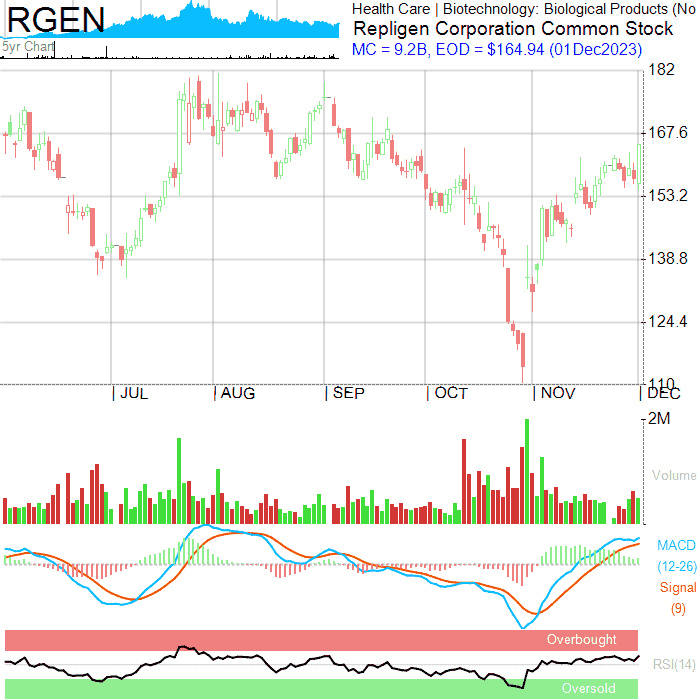 RGEN
Health Care | Biotechnology: Biological Products (No
Repligen Corporation Common Stock
5yr Chart
MC = 9.2B, EOD = $164.94 (01Dec2023)
182
167.6
153.2
138.8
124.4
110
JUL AUG SEP OCT NOV DEC
2M
Volume
MACD
(12-26)
Signal
(9)
Overbought
RSI(14)
Oversold